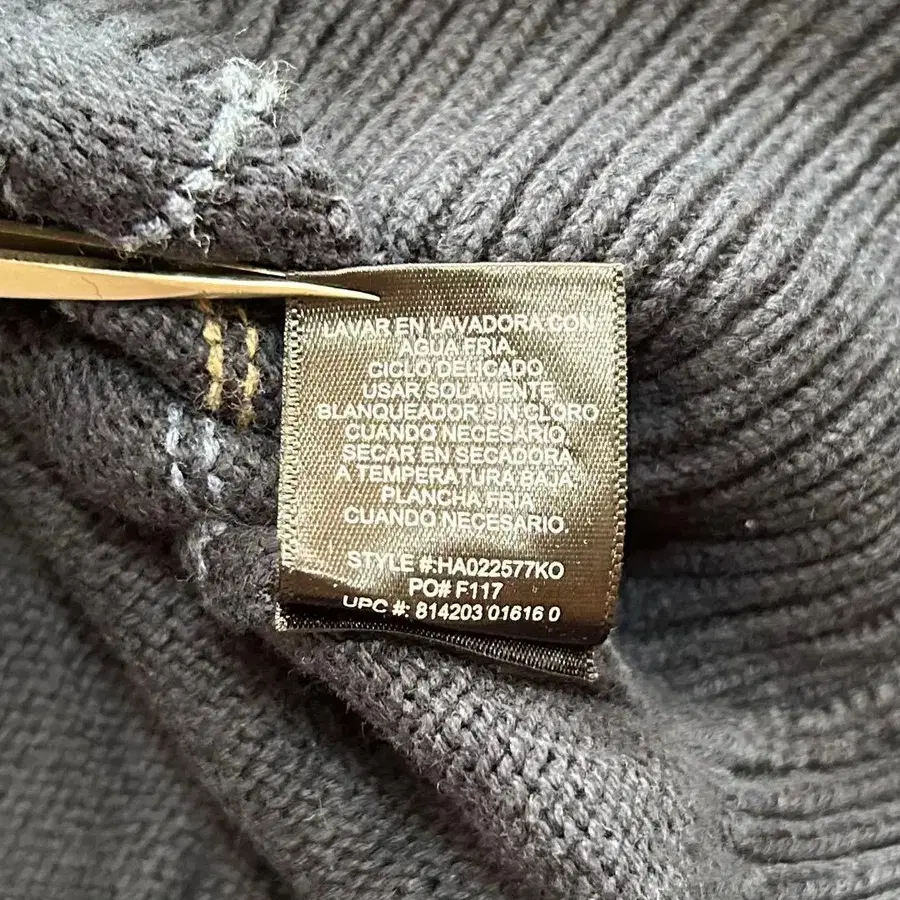 LAVAR EN LAVADORA CON
AGUA FRIA.
CICLO DELICADO.
USAR SOLAMENTE
BLANQUEADOR SIN CLORO
CUANDO NECESARIO.
SECAR EN SECADORA
A TEMPERATURA BAJA.
PLANCHA FRIA
CUANDO NECESARIO.
STYLE #:HA022577KO
PO# F117
UPC #: 814203 01616 0